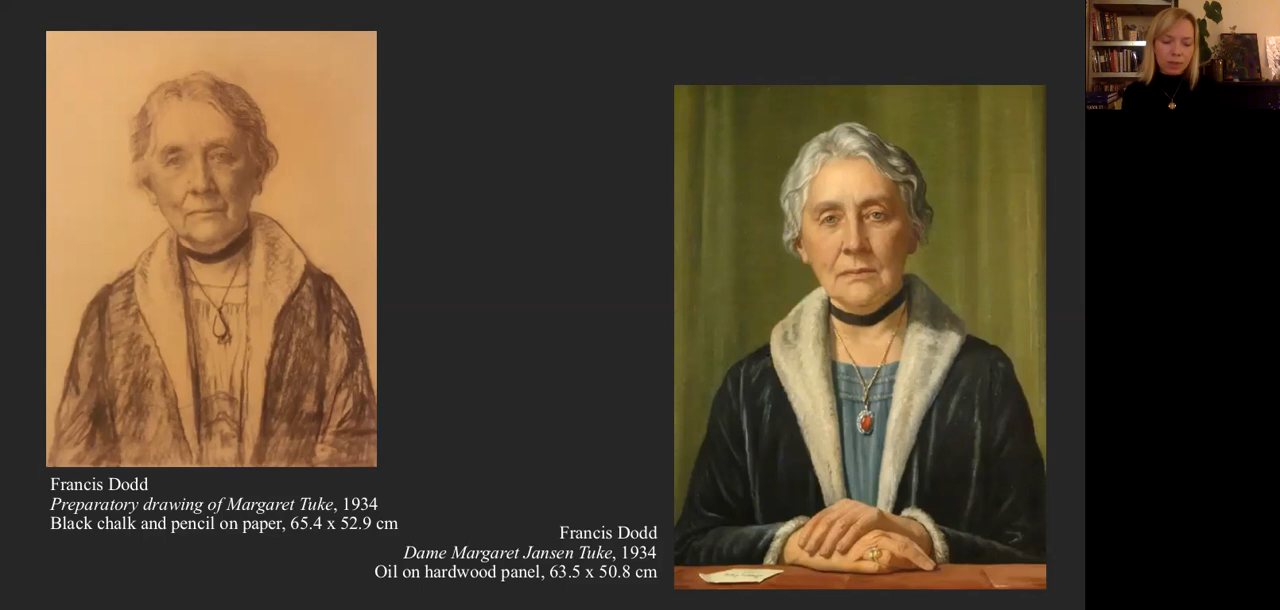 Francis Dodd
Preparatory drawing of Margaret Tuke, 1934
Black chalk and pencil on paper, 65.4 x 52.9 cm
Francis Dodd
Dame Margaret Jansen Tuke, 1934
Oil on hardwood panel, 63.5 x 50.8 cm